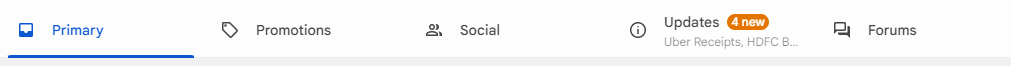 Primary
Promotions
Social
Updates 4 new
Uber Receipts, HDFC B...
Forums